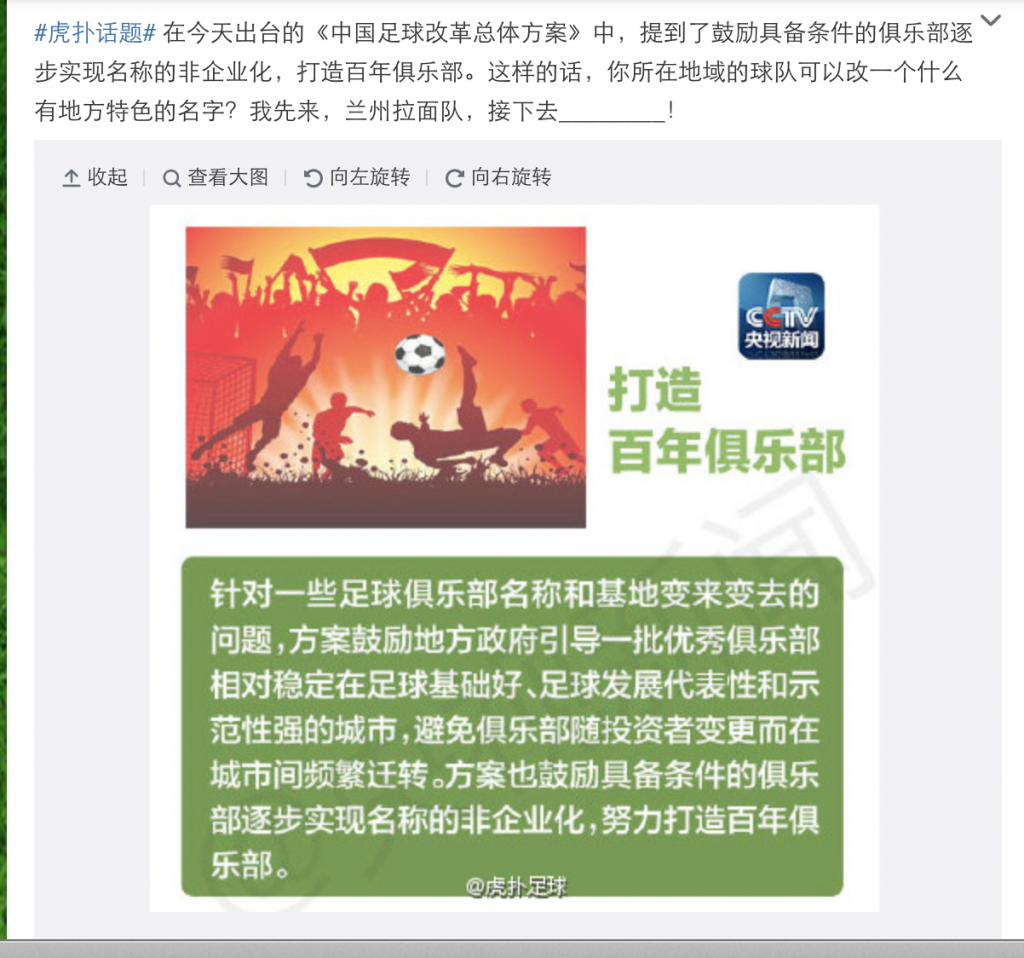 #虎扑话题# 在今天出台的《中国足球改革总体方案》中，提到了鼓励具备条件的俱乐部逐
步实现名称的非企业化，打造百年俱乐部。这样的话，你所在地域的球队可以改一个什么
有地方特色的名字？我先来，兰州拉面队，接下去_________！
收起 查看大图 向左旋转 向右旋转
CCTV
央视新闻
打造
百年俱乐部
针对一些足球俱乐部名称和基地变来变去的
问题，方案鼓励地方政府引导一批优秀俱乐部
相对稳定在足球基础好、足球发展代表性和示
范性强的城市，避免俱乐部随投资者变更而在
城市间频繁迁转。方案也鼓励具备条件的俱乐
部逐步实现名称的非企业化，努力打造百年俱
乐部。
@虎扑足球